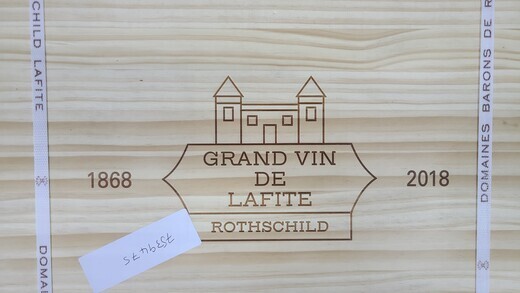 CHILD LAFITE
DOMA
GRAND VIN
DE
LAFITE
ROTHSCHILD
1868
2018
DOMAINES BARONS DE R